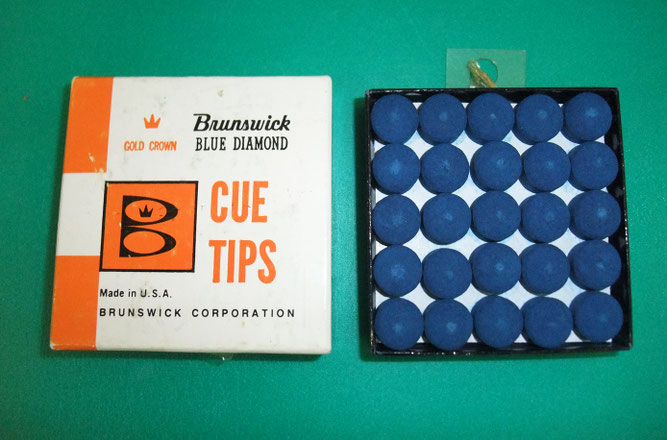 GOLD CROWN
Brunswick
BLUE DIAMOND
B
CUE
TIPS
Made in U.S.A.
BRUNSWICK CORPORATION